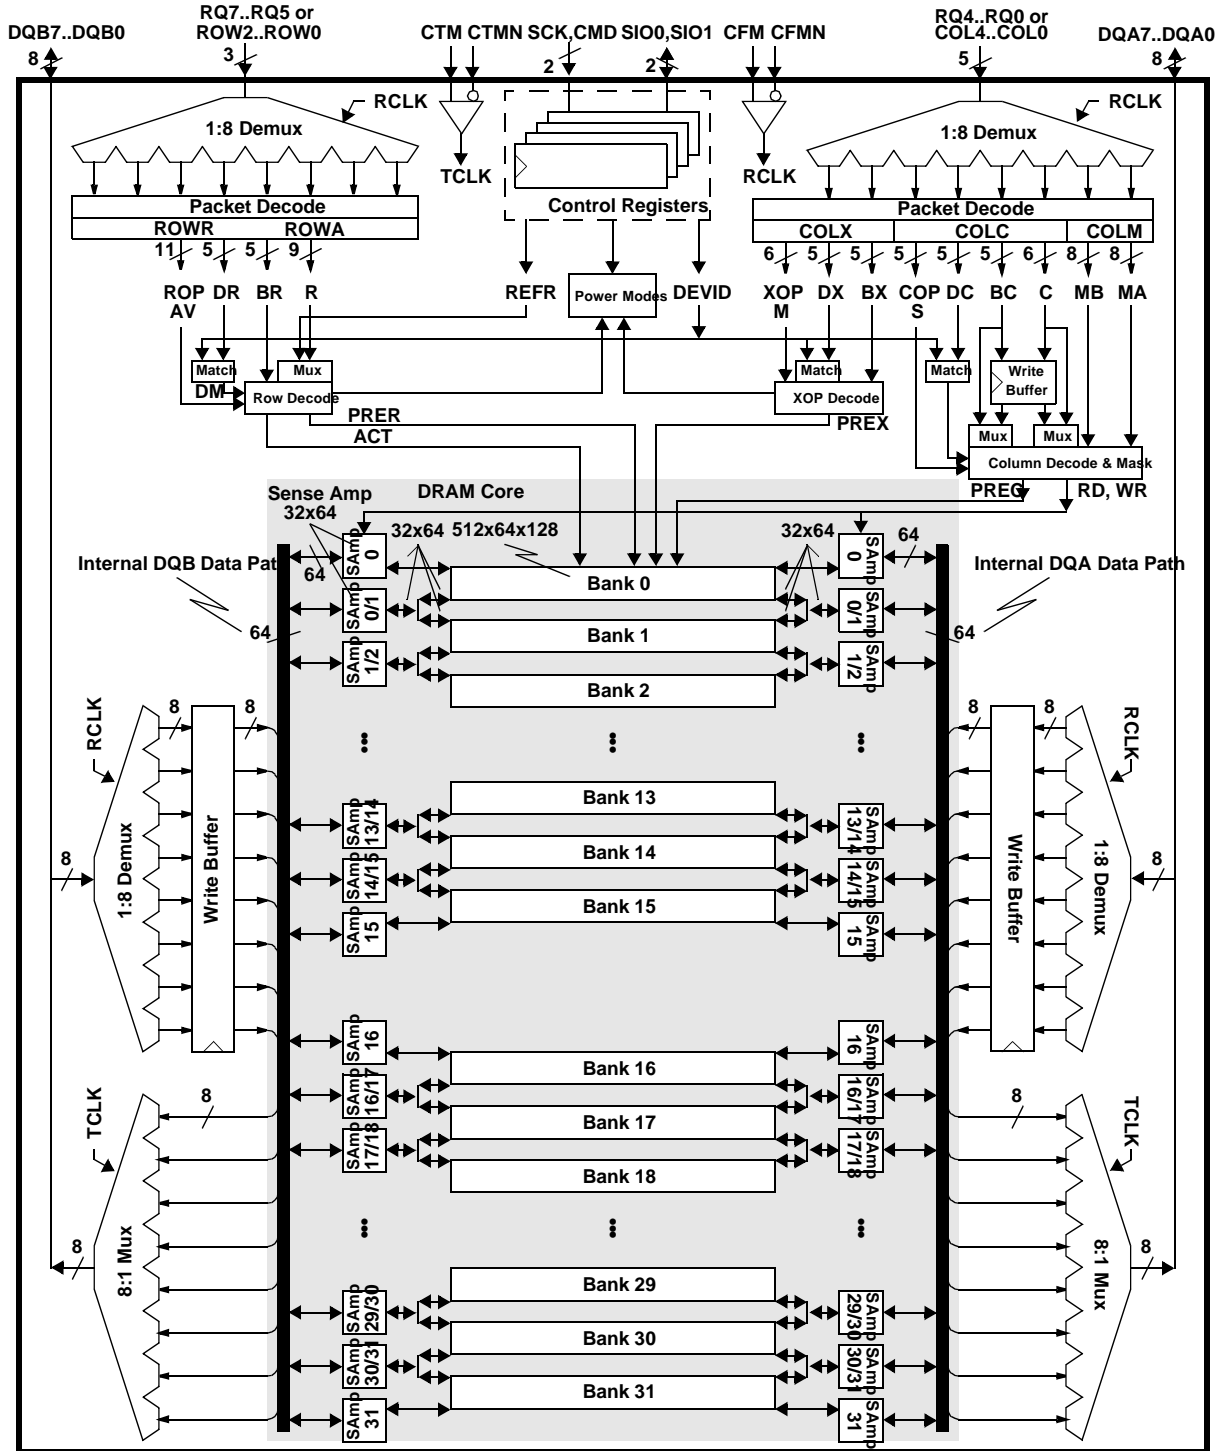 RQ7..RQ5 or
RQ4..RQ0 or
DQB7..DQB0
ROW2..ROW0
CTM CTMN SCK,CMD SIO0,SIO1 CFM CFMN
COL4..COL0
DQA7..DQA0
8
3
2
2
5
8
RCLK
RCLK
1:8 Demux
1:8 Demux
TCLK
RCLK
Control Registers
Packet Decode
Packet Decode
ROWR
ROWA
COLX
COLC
COLM
11
5
5
9
6
5
5
5
5
5
6
8
8
ROP DR BR R
AV
REFR
Power Modes
DEVID
XOP DX BX COP DC BC C MB MA
M
S
Match
Mux
Match
Match
Write
Buffer
DM
Row Decode
XOP Decode
PRER
PREX
ACT
Mux
Mux
Column Decode & Mask
PREC
RD, WR
Sense Amp
DRAM Core
32x64
32x64
512x64x128
32x64
SAmp
0
SAmp
0
64
64
Internal DQB Data Path
Internal DQA Data Path
Bank 0
SAmp
0/1
SAmp
0/1
64
64
Bank 1
SAmp
1/2
SAmp
1/2
Bank 2
RCLK
8
8
8
8
RCLK
Bank 13
SAmp
13/14
SAmp
13/14
Bank 14
SAmp
14/15
SAmp
14/15
8
1:8 Demux
Write Buffer
Write Buffer
1:8 Demux
8
Bank 15
SAmp
15
SAmp
15
SAmp
16
SAmp
16
Bank 16
SAmp
16/17
SAmp
16/17
TCLK
8
8
TCLK
Bank 17
SAmp
17/18
SAmp
17/18
Bank 18
8
8:1 Mux
8:1 Mux
8
Bank 29
SAmp
29/30
SAmp
29/30
Bank 30
SAmp
30/31
SAmp
30/31
Bank 31
SAmp
31
SAmp
31